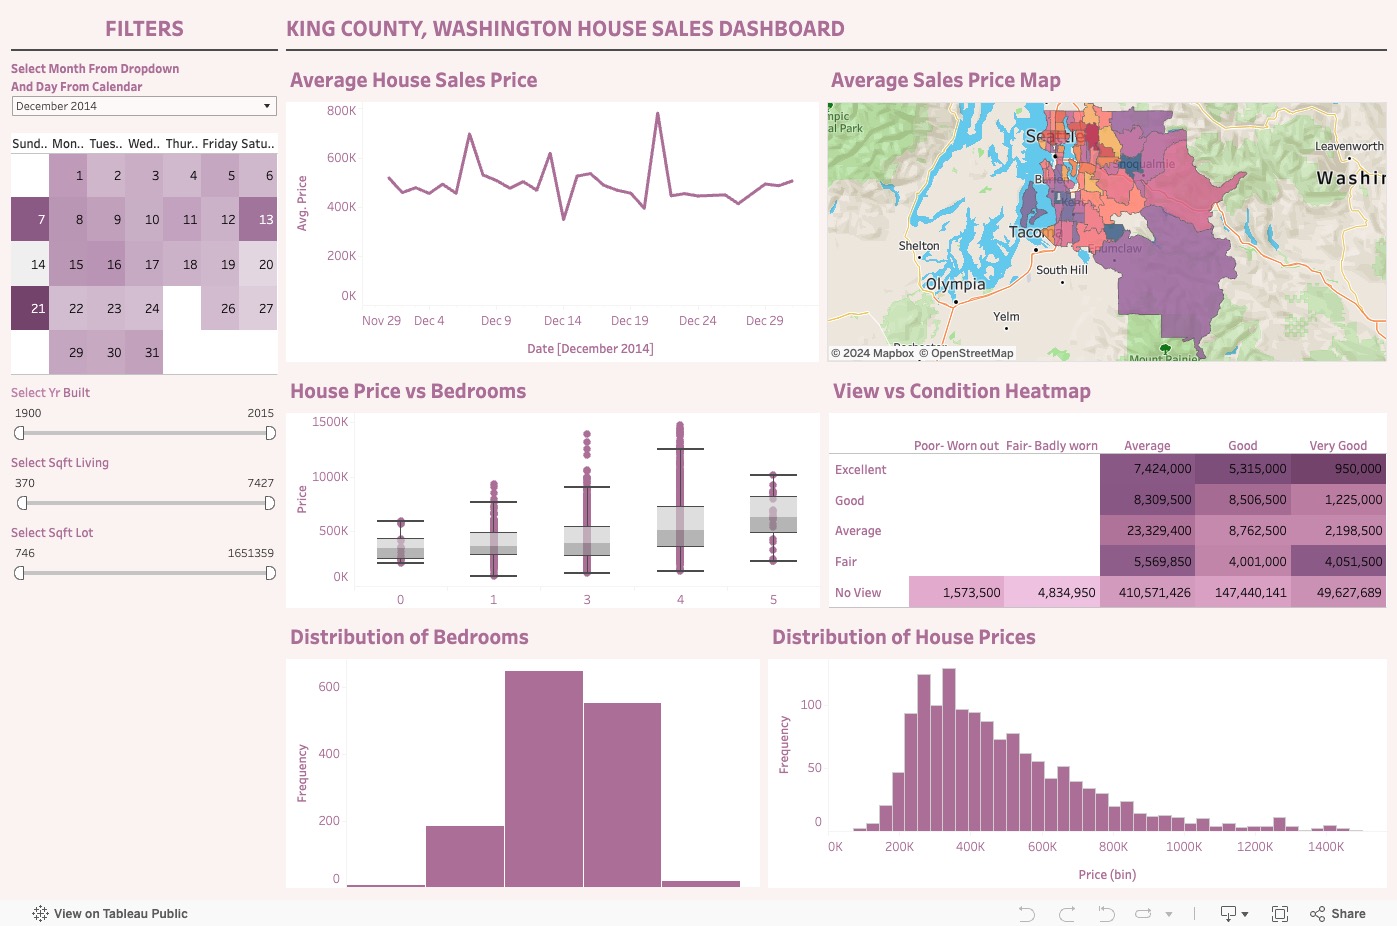 FILTERS
KING COUNTY, WASHINGTON HOUSE SALES DASHBOARD
Select Month From Dropdown
And Day From Calendar
December 2014
Sund.. Mon.. Tues.. Wed.. Thur.. Friday Satu..
1 2 3 4 5 6
7 8 9 10 11 12 13
14 15 16 17 18 19 20
21 22 23 24 26 27
29 30 31
Select Yr Built
1900 2015
Select Sqft Living
370 7427
Select Sqft Lot
746 1651359
Average House Sales Price
800K
600K
400K
200K
0K
Avg. Price
Nov 29 Dec 4 Dec 9 Dec 14 Dec 19 Dec 24 Dec 29
Date [December 2014]
Average Sales Price Map
al Park
Seattle
Snoqualmie
Leavenworth
Washin
Tacoma
Enumclaw
Shelton
South Hill
Olympia
Yelm
Mount Rainie
© 2024 Mapbox © OpenStreetMap
House Price vs Bedrooms
1500K
1000K
500K
0K
Price
0 1 3 4 5
View vs Condition Heatmap
Poor- Worn out Fair- Badly worn Average Good Very Good
Excellent 7,424,000 5,315,000 950,000
Good 8,309,500 8,506,500 1,225,000
Average 23,329,400 8,762,500 2,198,500
Fair 5,569,850 4,001,000 4,051,500
No View 1,573,500 4,834,950 410,571,426 147,440,141 49,627,689
Distribution of Bedrooms
600
400
200
0
Frequency
Distribution of House Prices
100
50
0
Frequency
0K 200K 400K 600K 800K 1000K 1200K 1400K
Price (bin)
View on Tableau Public
Share